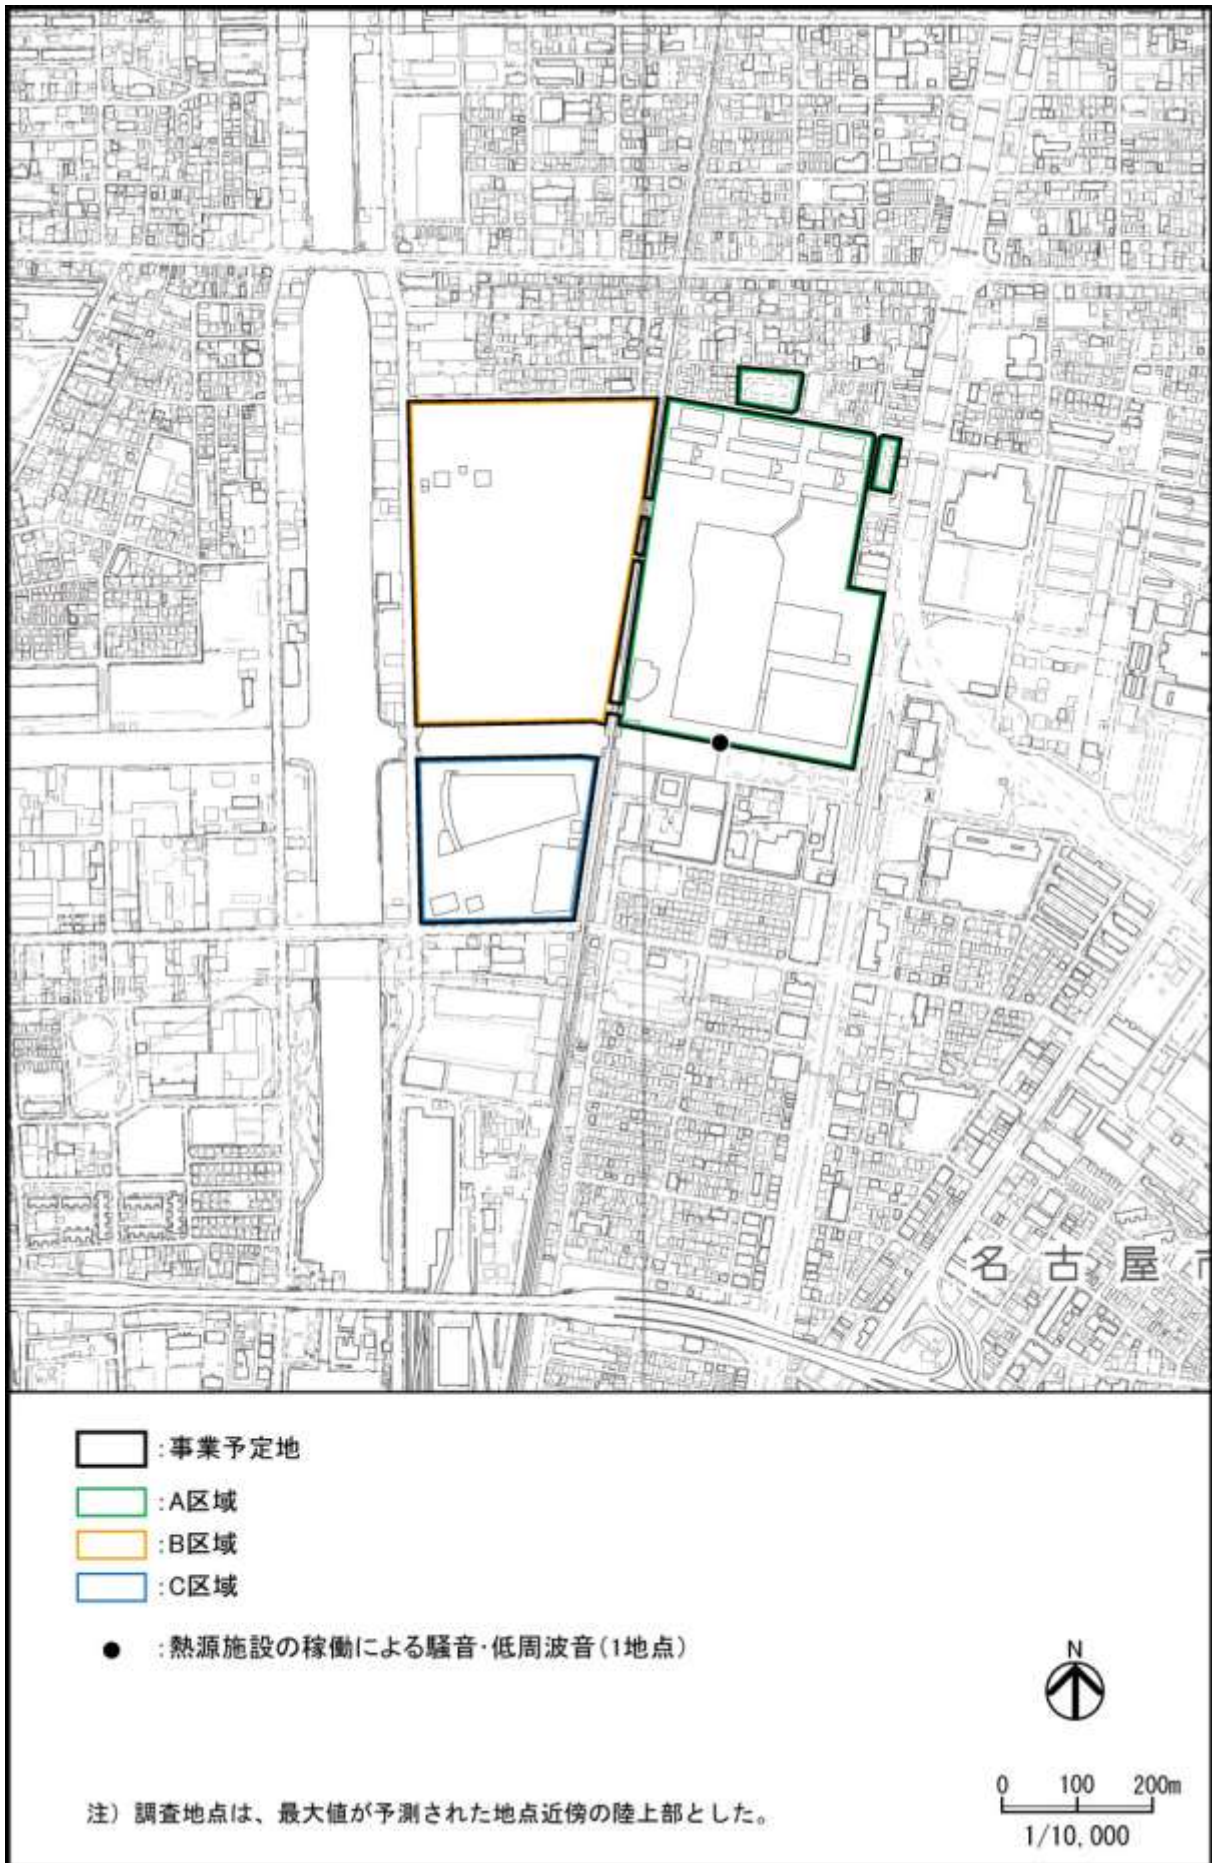 名古屋市
:事業予定地
:A区域
:B区域
:C区域
● :熱源施設の稼働による騒音・低周波音(1地点)
N
0 100 200m
1/10,000
注) 調査地点は、最大値が予測された地点近傍の陸上部とした。